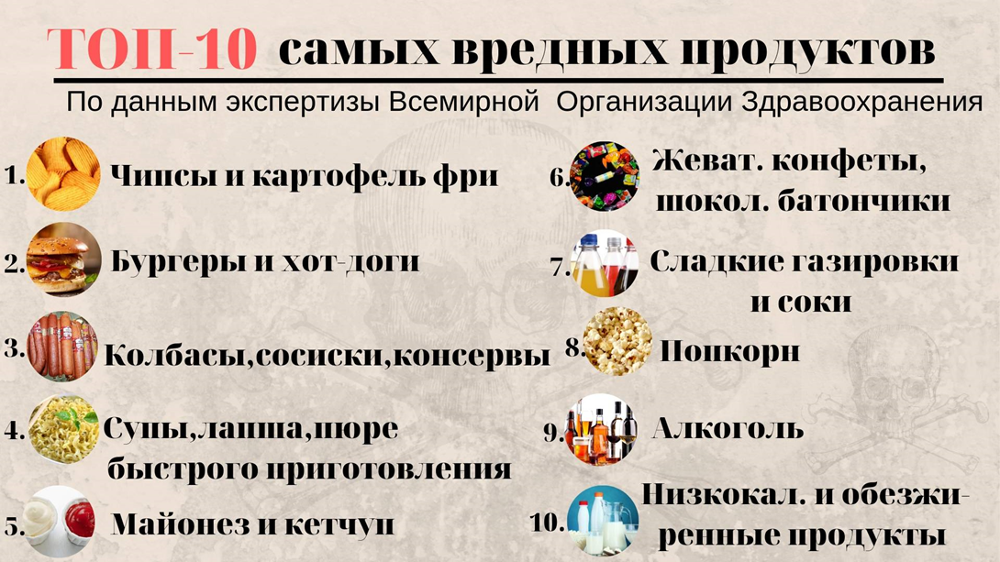 ТОП-10 самых вредных продуктов
По данным экспертизы Всемирной Организации Здравоохранения
1. Чипсы и картофель фри
2. Бургеры и хот-доги
3. Колбасы,сосиски,консервы
4. Супы,лапша,пюре
быстрого приготовления
5. Майонез и кетчуп
6. Жеват. конфеты,
шокол. батончики
7. Сладкие газировки
и соки
8. Попкорн
9. Алкоголь
10. Низкокал. и обезжи-
ренные продукты